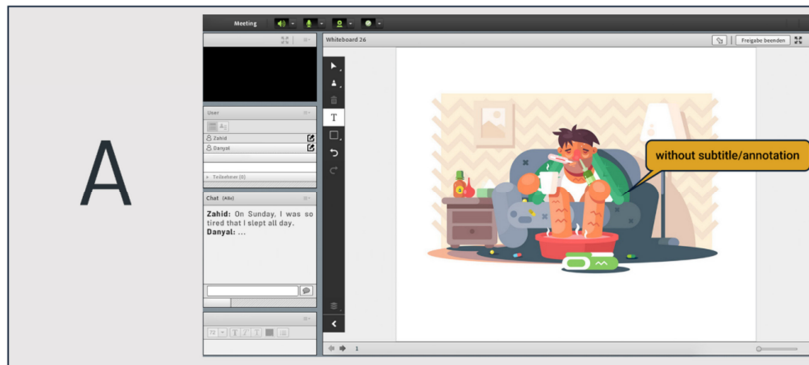 A
Meeting
Whiteboard 26
Freigabe beenden
User
Zahid
Danyal
Teilnehmer (0)
Chat (Alle)
Zahid: On Sunday, I was so
tired that I slept all day.
Danyal: ...
T
without subtitle/annotation
1